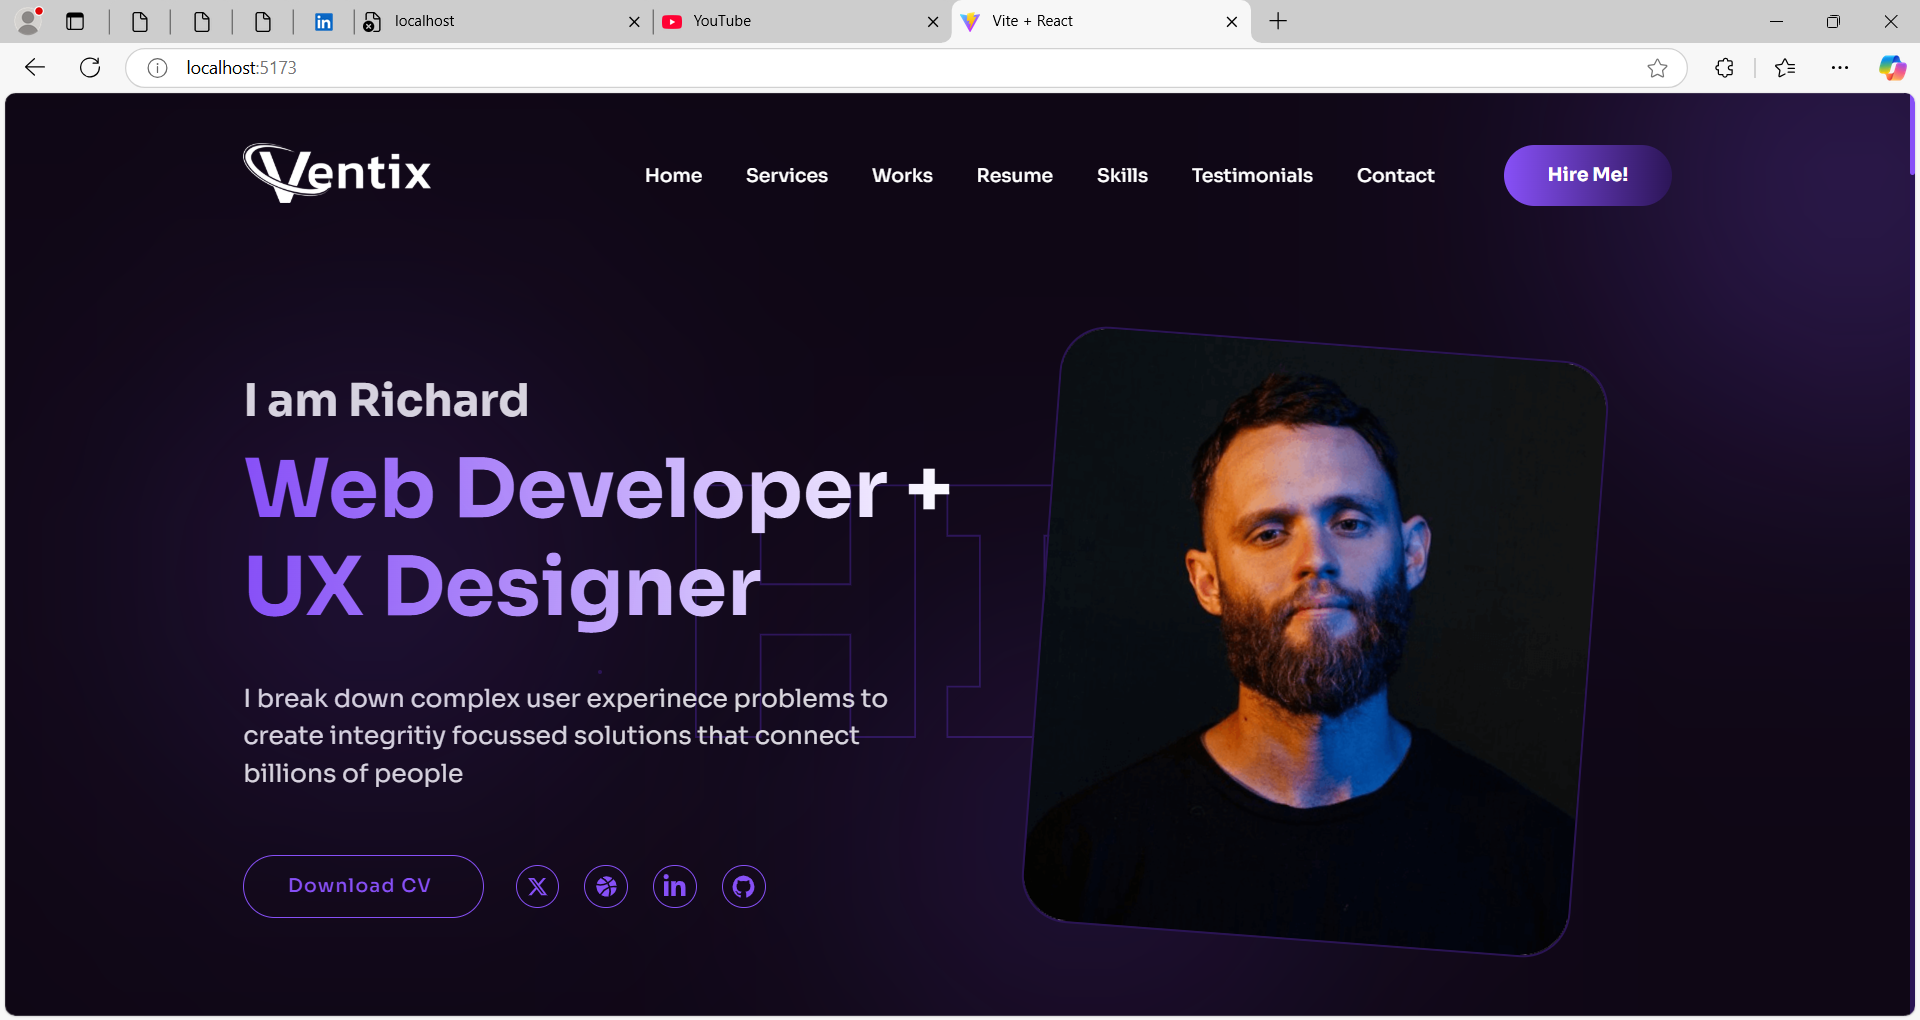 localhost
YouTube
Vite + React
localhost:5173
Ventix
Home
Services
Works
Resume
Skills
Testimonials
Contact
Hire Me!
I am Richard
Web Developer +
UX Designer
HI
I break down complex user experinece problems to
create integritiy focussed solutions that connect
billions of people
Download CV